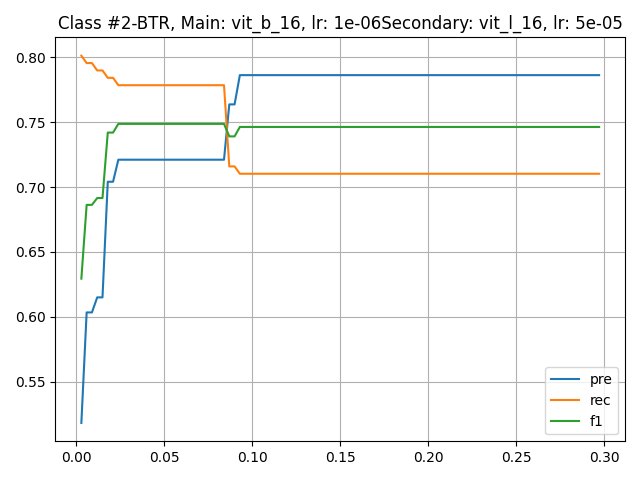 Class #2-BTR, Main: vit_b_16, lr: 1e-06Secondary: vit_l_16, lr: 5e-05
0.80
0.75
0.70
0.65
0.60
0.55
pre
rec
f1
0.00 0.05 0.10 0.15 0.20 0.25 0.30